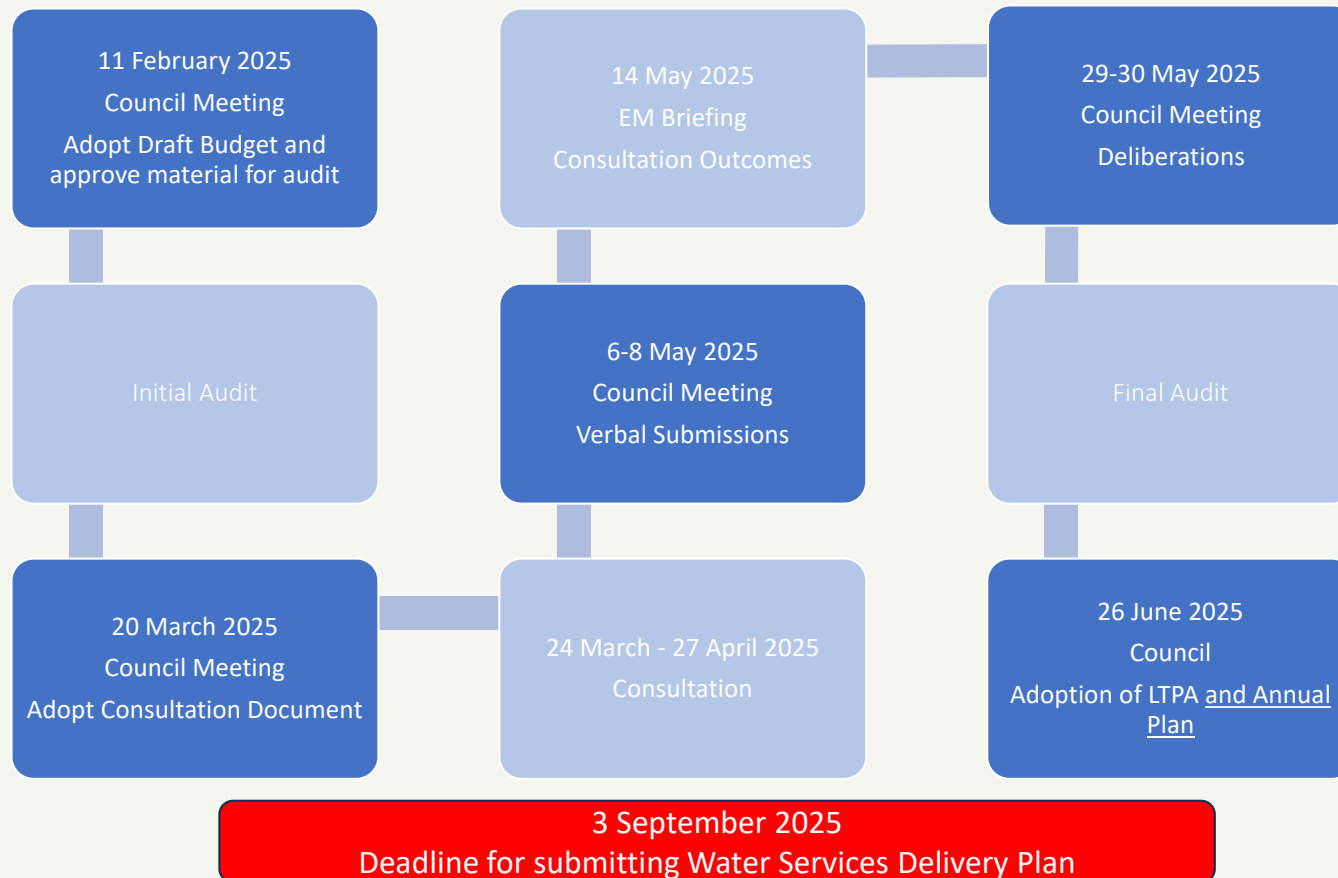 11 February 2025
Council Meeting
Adopt Draft Budget and
approve material for audit
Initial Audit
20 March 2025
Council Meeting
Adopt Consultation Document
24 March - 27 April 2025
Consultation
6-8 May 2025
Council Meeting
Verbal Submissions
14 May 2025
EM Briefing
Consultation Outcomes
29-30 May 2025
Council Meeting
Deliberations
Final Audit
26 June 2025
Council
Adoption of LTPA and Annual
Plan
3 September 2025
Deadline for submitting Water Services Delivery Plan